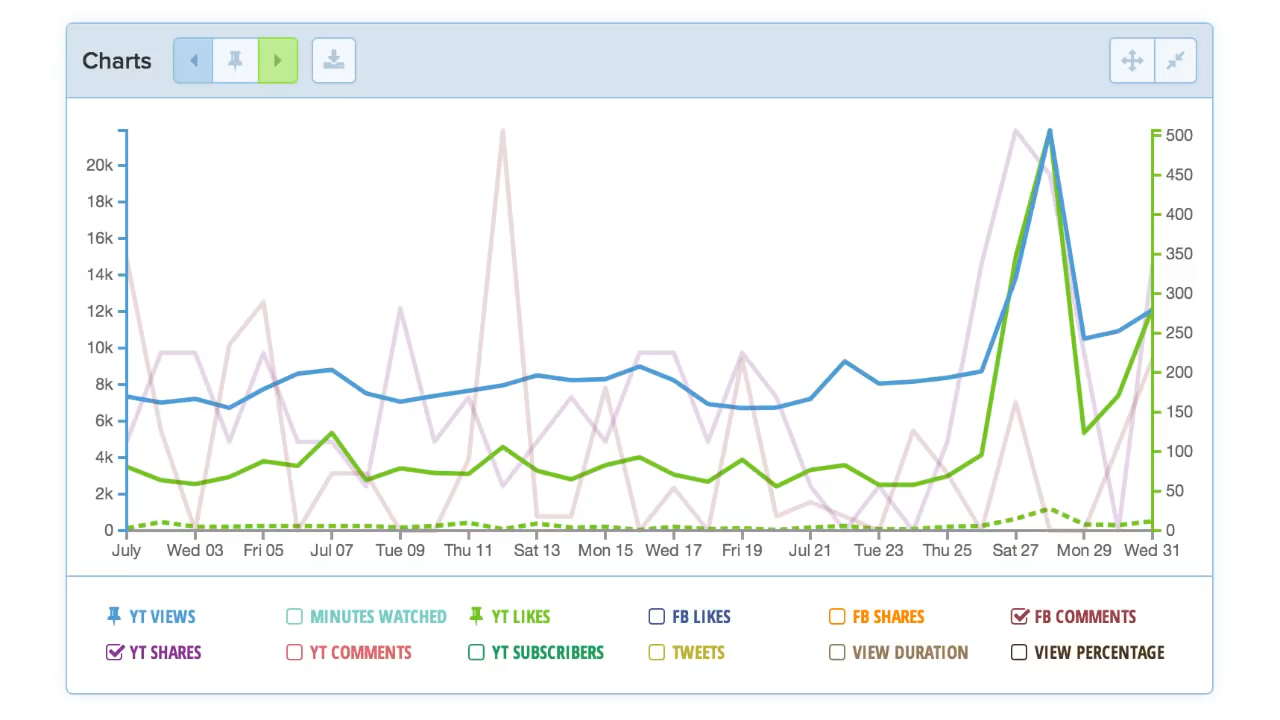 Charts
20k
18k
16k
14k
12k
10k
8k
6k
4k
2k
0
500
450
400
350
300
250
200
150
100
50
0
July Wed 03 Fri 05 Jul 07 Tue 09 Thu 11 Sat 13 Mon 15 Wed 17 Fri 19 Jul 21 Tue 23 Thu 25 Sat 27 Mon 29 Wed 31
YT VIEWS MINUTES WATCHED YT LIKES FB LIKES FB SHARES FB COMMENTS
YT SHARES YT COMMENTS YT SUBSCRIBERS TWEETS VIEW DURATION VIEW PERCENTAGE